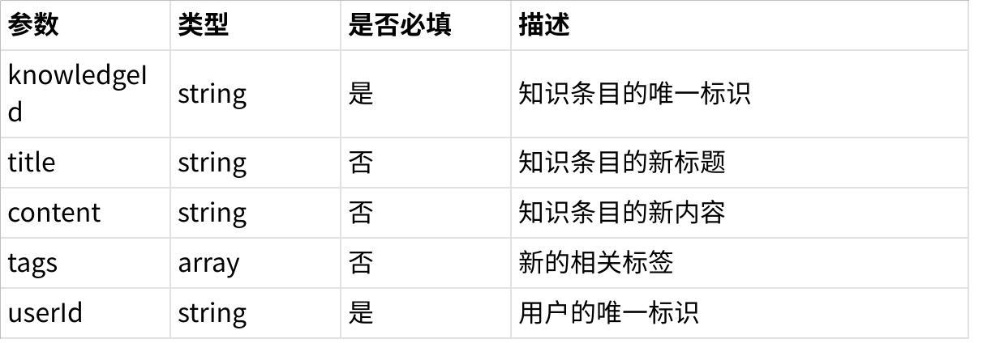 参数 类型 是否必填 描述
knowledgeI
d string 是 知识条目的唯一标识
title string 否 知识条目的新标题
content string 否 知识条目的新内容
tags array 否 新的相关标签
userId string 是 用户的唯一标识